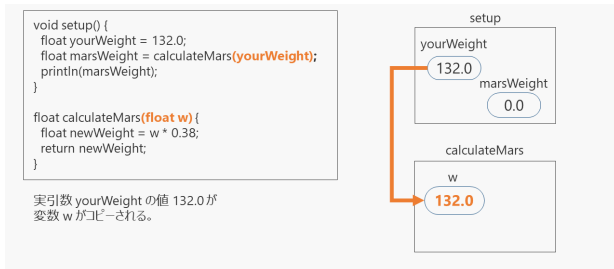 void setup() {
float yourWeight = 132.0;
float marsWeight = calculateMars(yourWeight);
println(marsWeight);
}
float calculateMars(float w) {
float newWeight = w * 0.38;
return newWeight;
}
実引数 yourWeight の値 132.0 が
変数 w がコピーされる。
setup
yourWeight
132.0
marsWeight
0.0
calculateMars
w
132.0